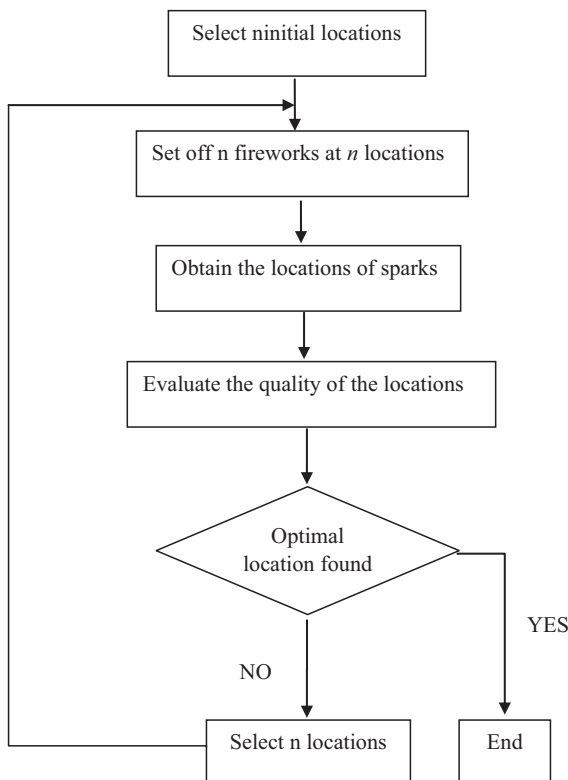 Select ninitial locations
Set off n fireworks at n locations
Obtain the locations of sparks
Evaluate the quality of the locations
Optimal
location found
YES
NO
Select n locations
End